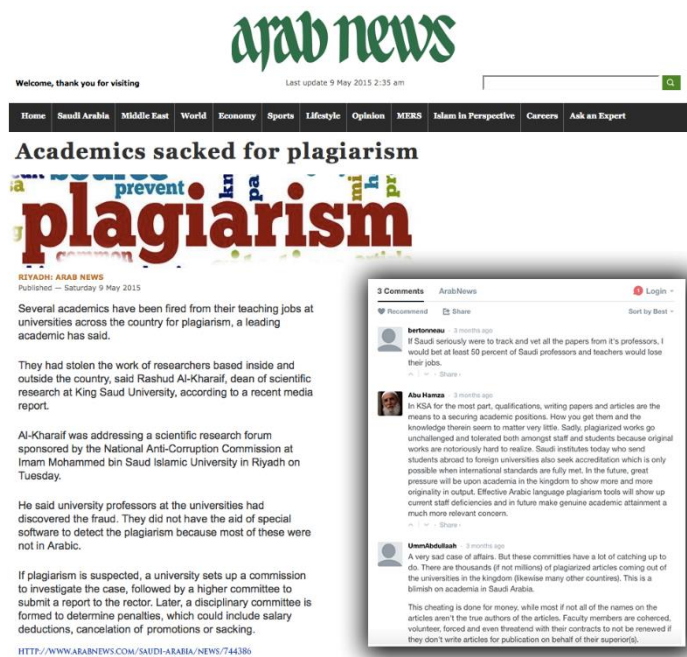 arab news
Welcome, thank you for visiting
Last update 9 May 2015 2:35 am
Home Saudi Arabia Middle East World Economy Sports Lifestyle Opinion MERS Islam in Perspective Careers Ask an Expert
Academics sacked for plagiarism
prevent
plagiarism
common
RIYADH: ARAB NEWS
Published — Saturday 9 May 2015
Several academics have been fired from their teaching jobs at
universities across the country for plagiarism, a leading
academic has said.
They had stolen the work of researchers based inside and
outside the country, said Rashud Al-Kharaif, dean of scientific
research at King Saud University, according to a recent media
report.
Al-Kharaif was addressing a scientific research forum
sponsored by the National Anti-Corruption Commission at
Imam Mohammed bin Saud Islamic University in Riyadh on
Tuesday.
He said university professors at the universities had
discovered the fraud. They did not have the aid of special
software to detect the plagiarism because most of these were
not in Arabic.
If plagiarism is suspected, a university sets up a commission
to investigate the case, followed by a higher committee to
submit a report to the rector. Later, a disciplinary committee is
formed to determine penalties, which could include salary
deductions, cancelation of promotions or sacking.
HTTP://WWW.ARABNEWS.COM/SAUDI-ARABIA/NEWS/744386
3 Comments ArabNews 1 Login
Recommend Share Sort by Best
bertonneau · 3 months ago
If Saudi seriously were to track and vet all the papers from it's professors, I
would bet at least 50 percent of Saudi professors and teachers would lose
their jobs.
Share ›
Abu Hamza · 3 months ago
In KSA for the most part, qualifications, writing papers and articles are the
means to a securing academic positions. How you get them and the
knowledge therein seem to matter very little. Sadly, plagiarized works go
unchallenged and tolerated both amongst staff and students because original
works are notoriously hard to realize. Saudi institutes today who send
students abroad to foreign universities also seek accreditation which is only
possible when international standards are fully met. In the future, great
pressure will be upon academia in the kingdom to show more and more
originality in output. Effective Arabic language plagiarism tools will show up
current staff deficiencies and in future make genuine academic attainment a
much more relevant concern.
Share ›
UmmAbdullaah · 3 months ago
A very sad case of affairs. But these committies have a lot of catching up to
do. There are thousands (if not millions) of plagiarized articles coming out of
the universities in the kingdom (likewise many other countires). This is a
blimish on academia in Saudi Arabia.
This cheating is done for money, while most if not all of the names on the
articles aren't the true authors of the articles. Faculty members are coherced,
volunteer, forced and even threatend with their contracts to not be renewed if
they don't write articles for publication on behalf of their superior(s).